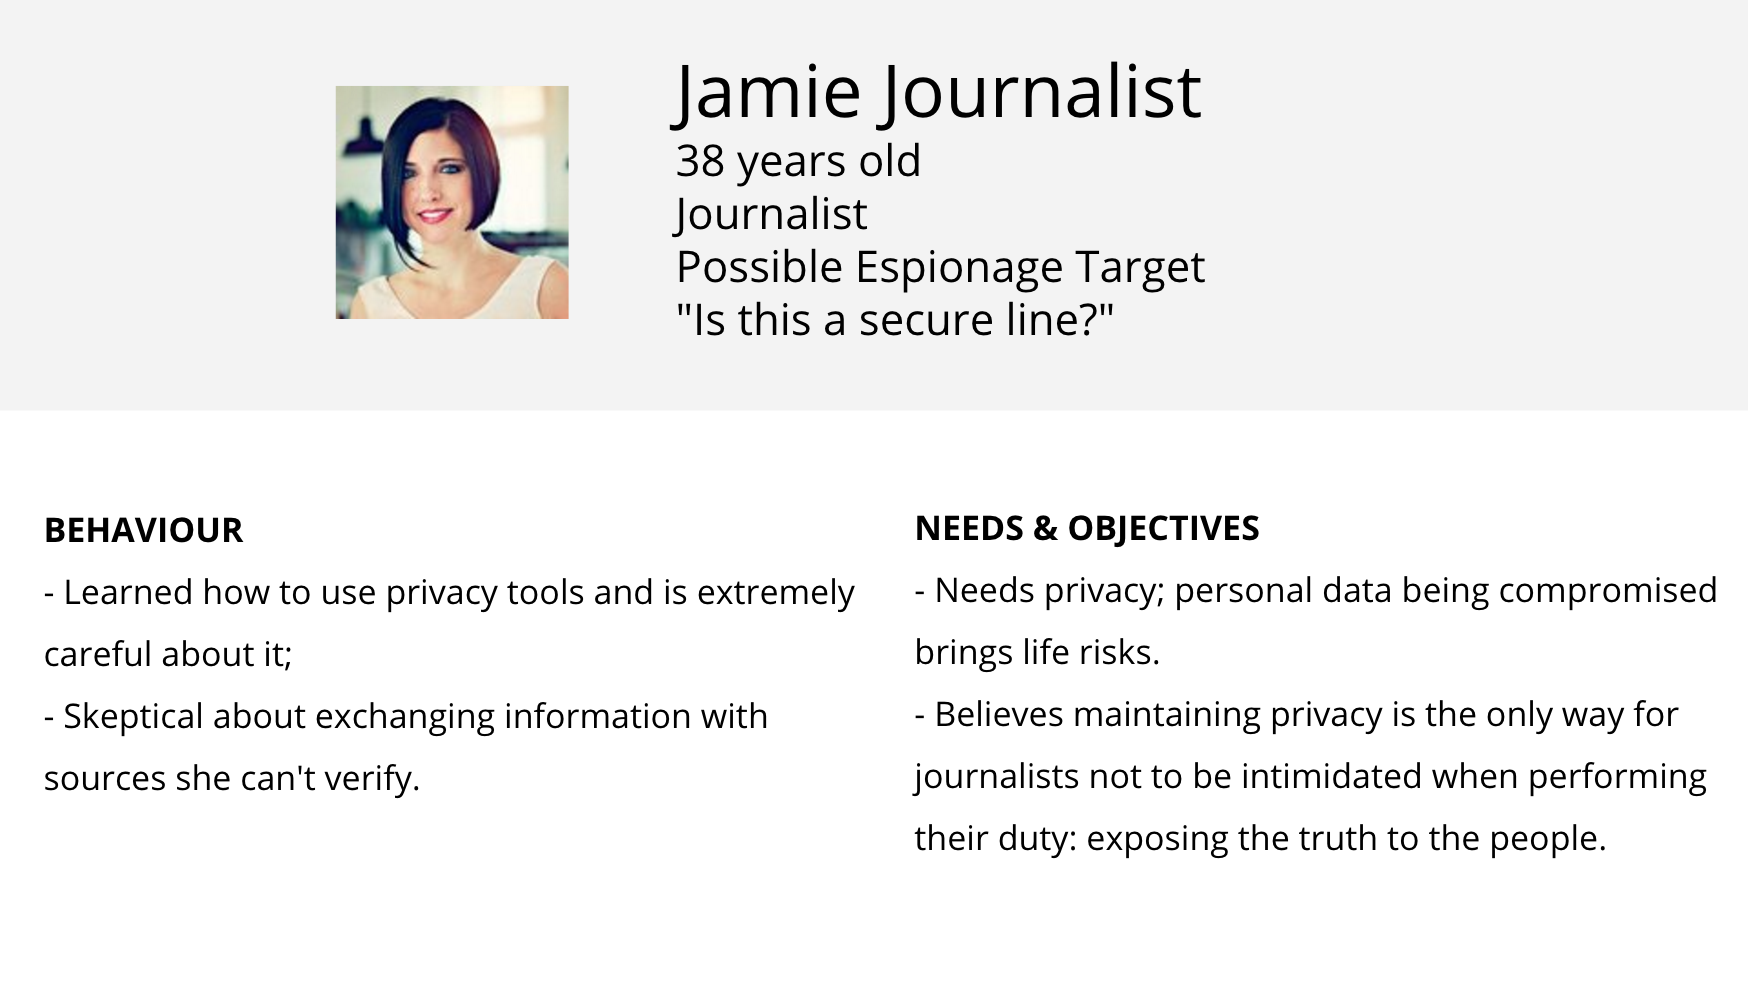 Jamie Journalist
38 years old
Journalist
Possible Espionage Target
"Is this a secure line?"
BEHAVIOUR
- Learned how to use privacy tools and is extremely
careful about it;
- Skeptical about exchanging information with
sources she can't verify.
NEEDS & OBJECTIVES
- Needs privacy; personal data being compromised
brings life risks.
- Believes maintaining privacy is the only way for
journalists not to be intimidated when performing
their duty: exposing the truth to the people.